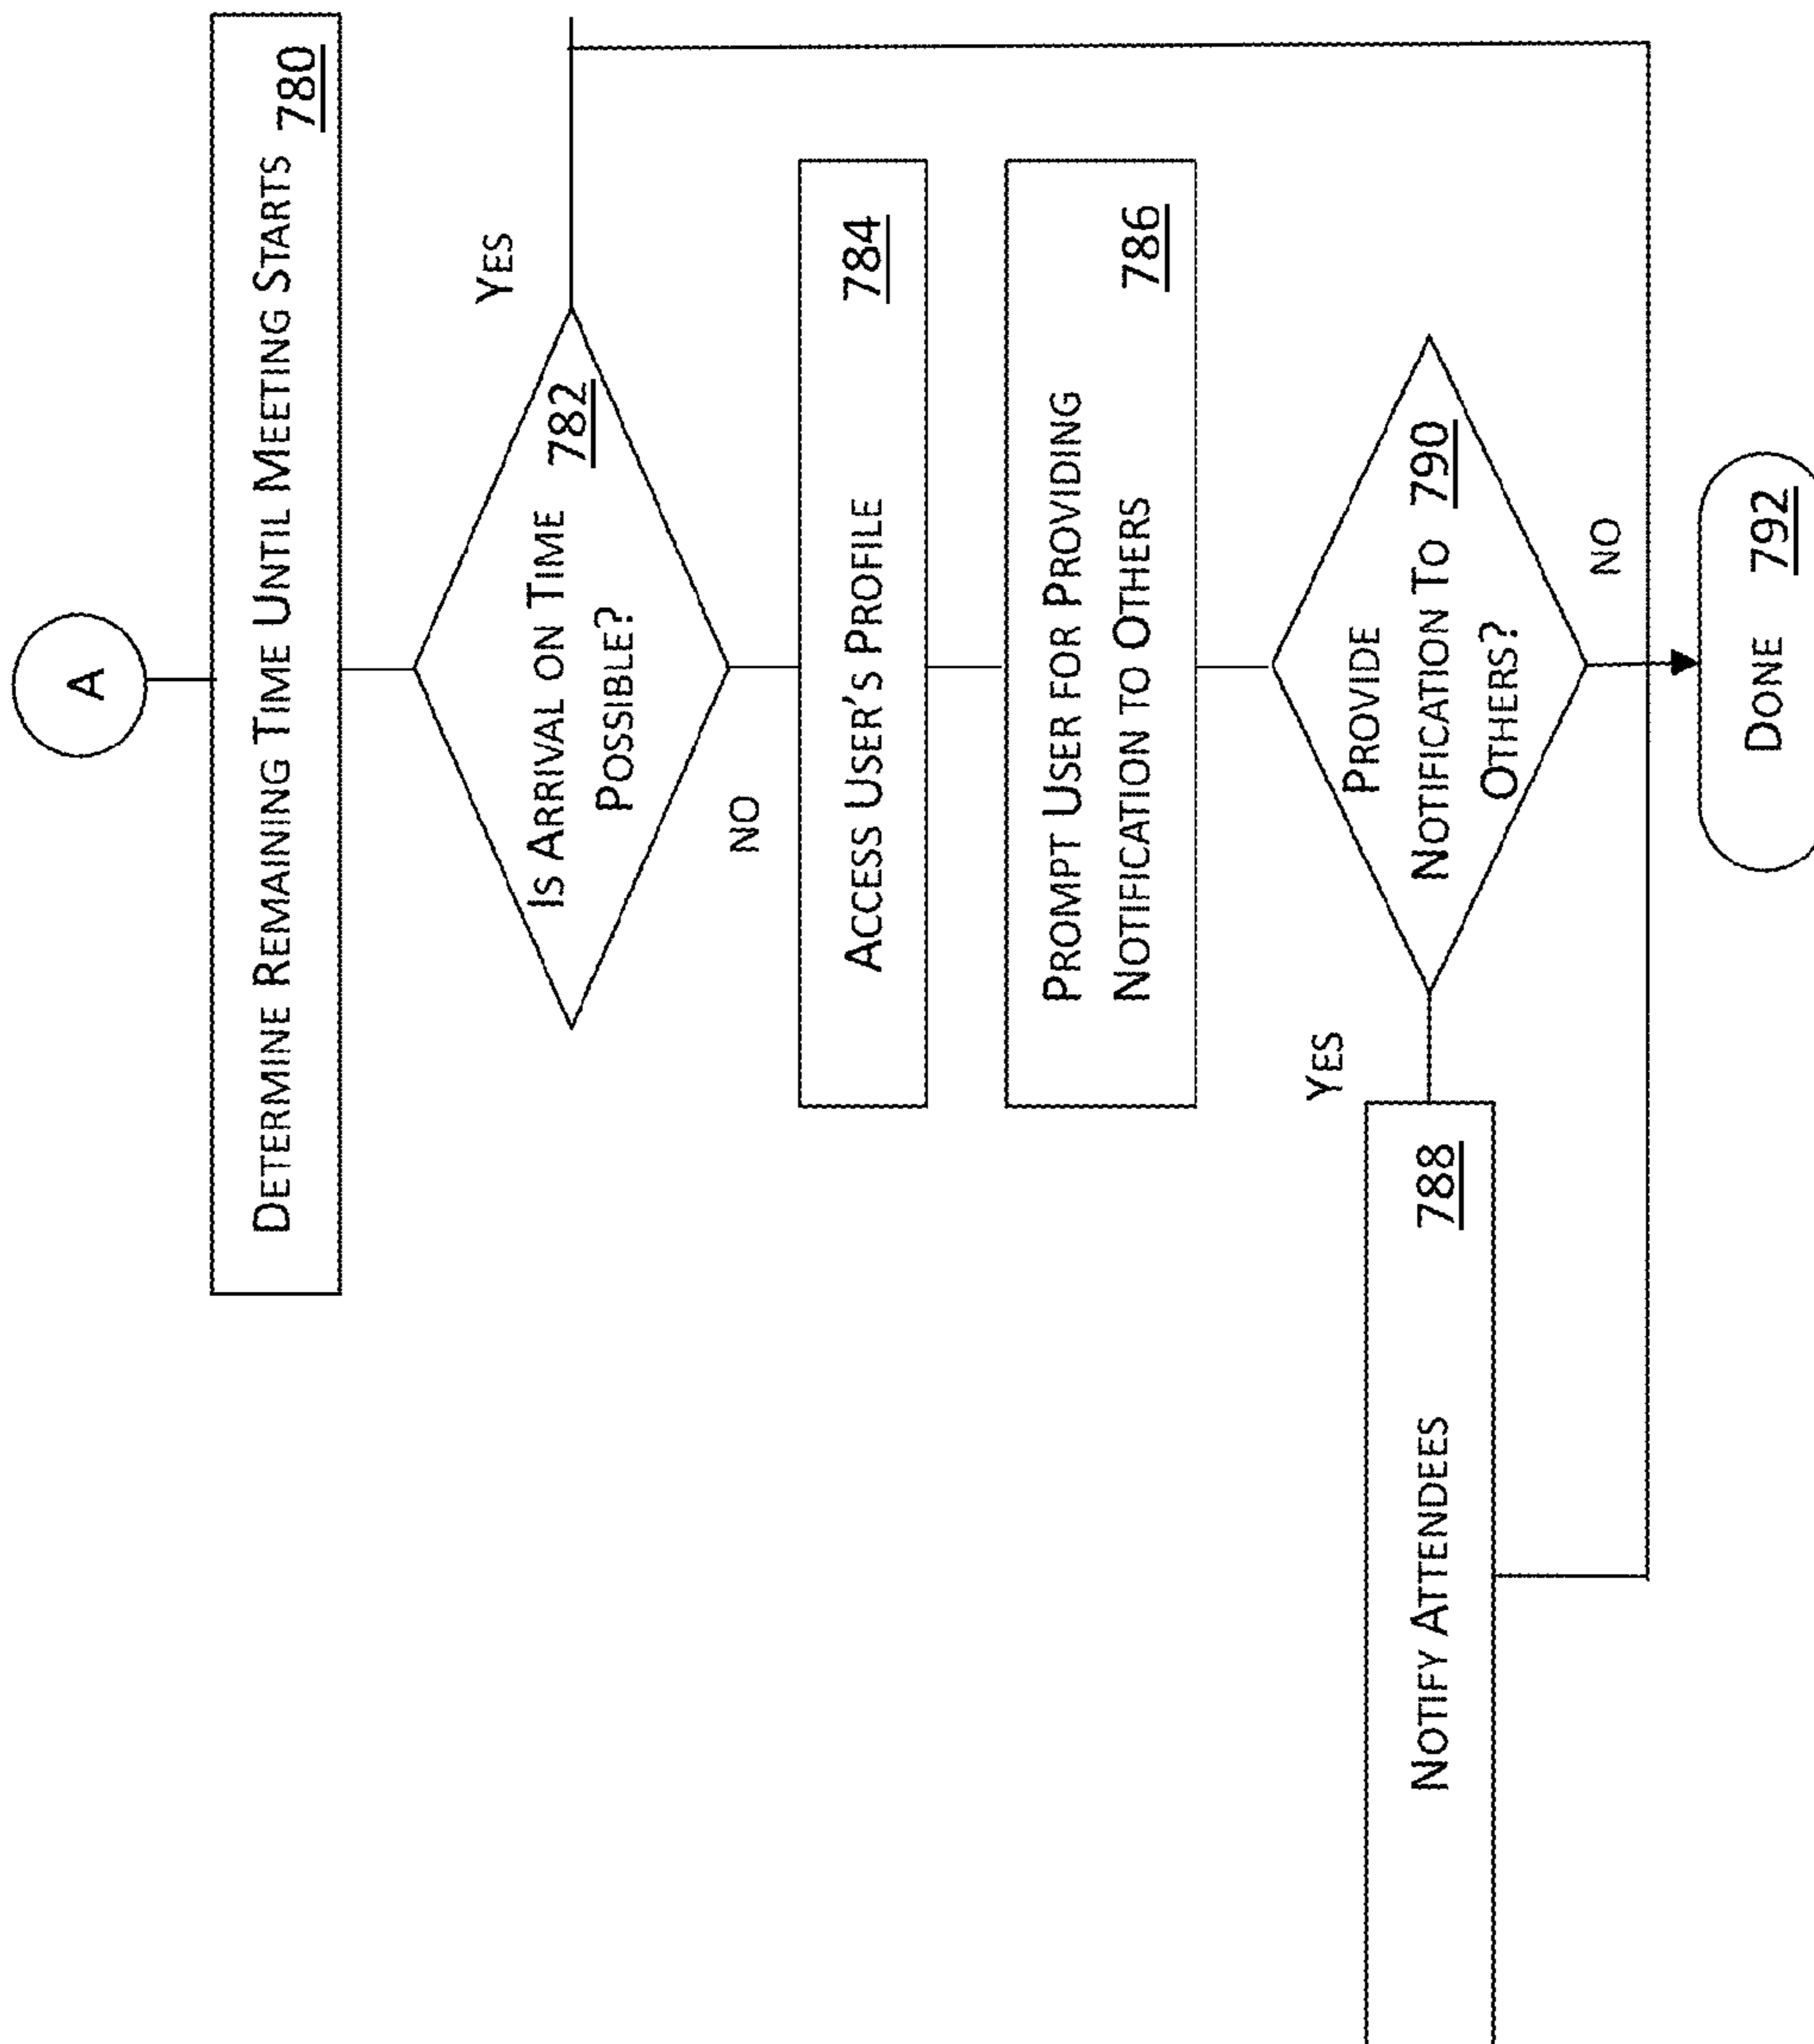 A
DETERMINE REMAINING TIME UNTIL MEETING STARTS 780
IS ARRIVAL ON TIME 782
POSSIBLE?
YES
NO
ACCESS USER'S PROFILE 784
PROMPT USER FOR PROVIDING
NOTIFICATION TO OTHERS 786
PROVIDE
NOTIFICATION TO 790
OTHERS?
YES
NO
NOTIFY ATTENDEES 788
DONE 792